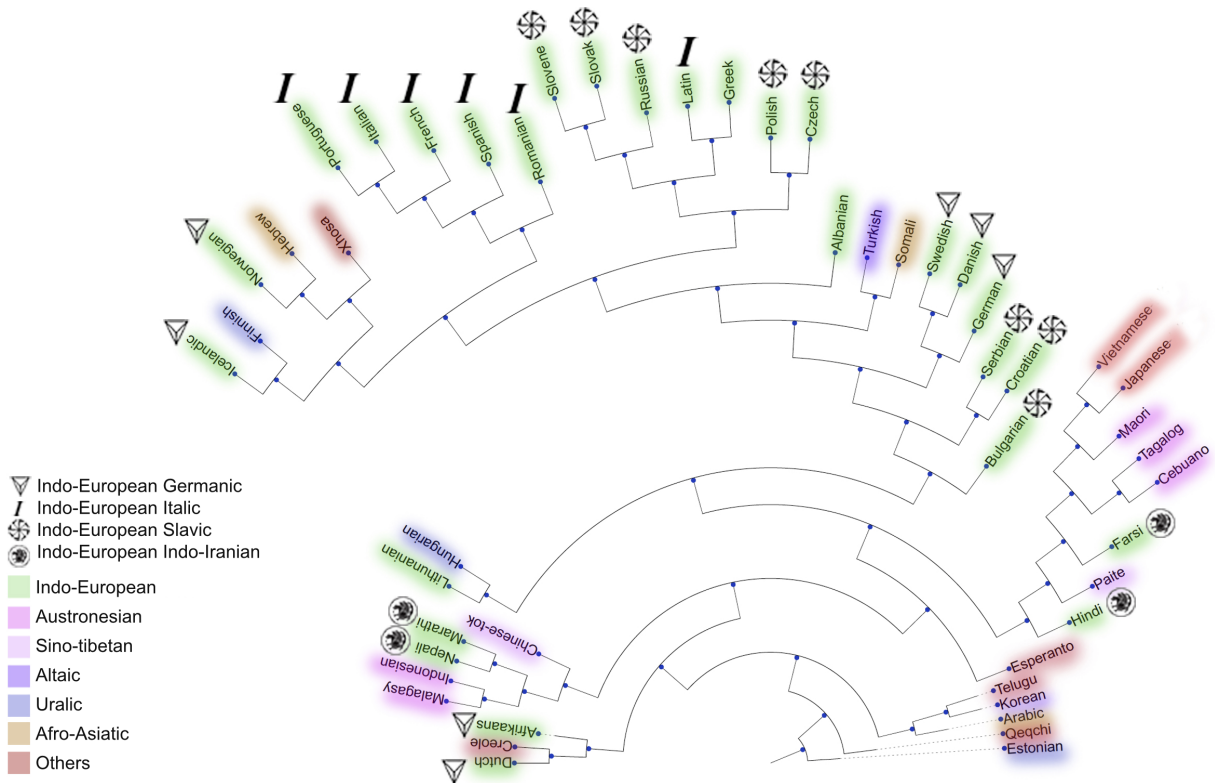 Slovene
Slovak
Russian
Latin
Greek
Polish
Czech
I
I
I
I
I
I
Portuguese
Italian
French
Spanish
Romanian
Norwegian
Hebrew
Xhosa
Finnish
Icelandic
Albanian
Turkish
Somali
Swedish
Danish
German
Serbian
Croatian
Bulgarian
Vietnamese
Japanese
Maori
Tagalog
Cebuano
Farsi
Paite
Hindi
Esperanto
Telugu
Korean
Arabic
Qeqchi
Estonian
Hungarian
Lithunanian
Marathi
Chinese-tok
Nepali
Indonesian
Malagasy
Afrikaans
Creole
Dutch
Indo-European Germanic
I Indo-European Italic
Indo-European Slavic
Indo-European Indo-Iranian
Indo-European
Austronesian
Sino-tibetan
Altaic
Uralic
Afro-Asiatic
Others